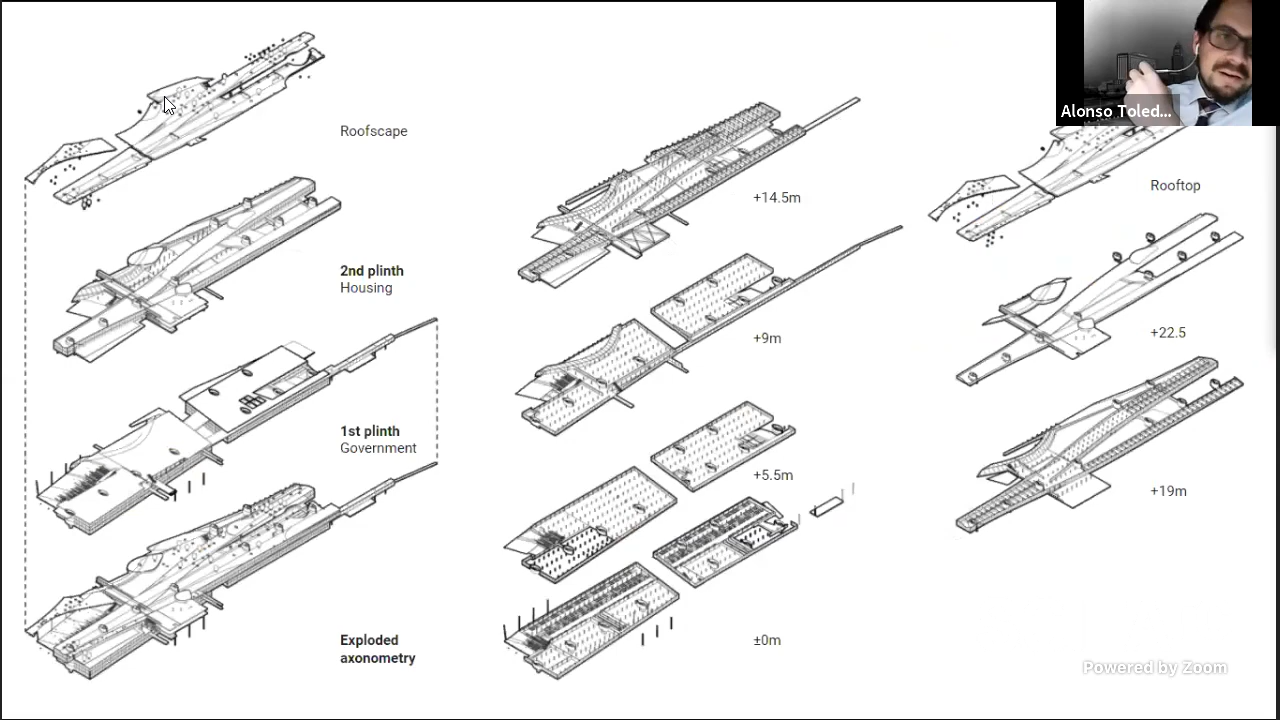 Roofscape
2nd plinth
Housing
1st plinth
Government
Exploded
axonometry
+14.5m
+9m
+5.5m
±0m
Alonso Toled...
Rooftop
+22.5
+19m
Powered by Zoom